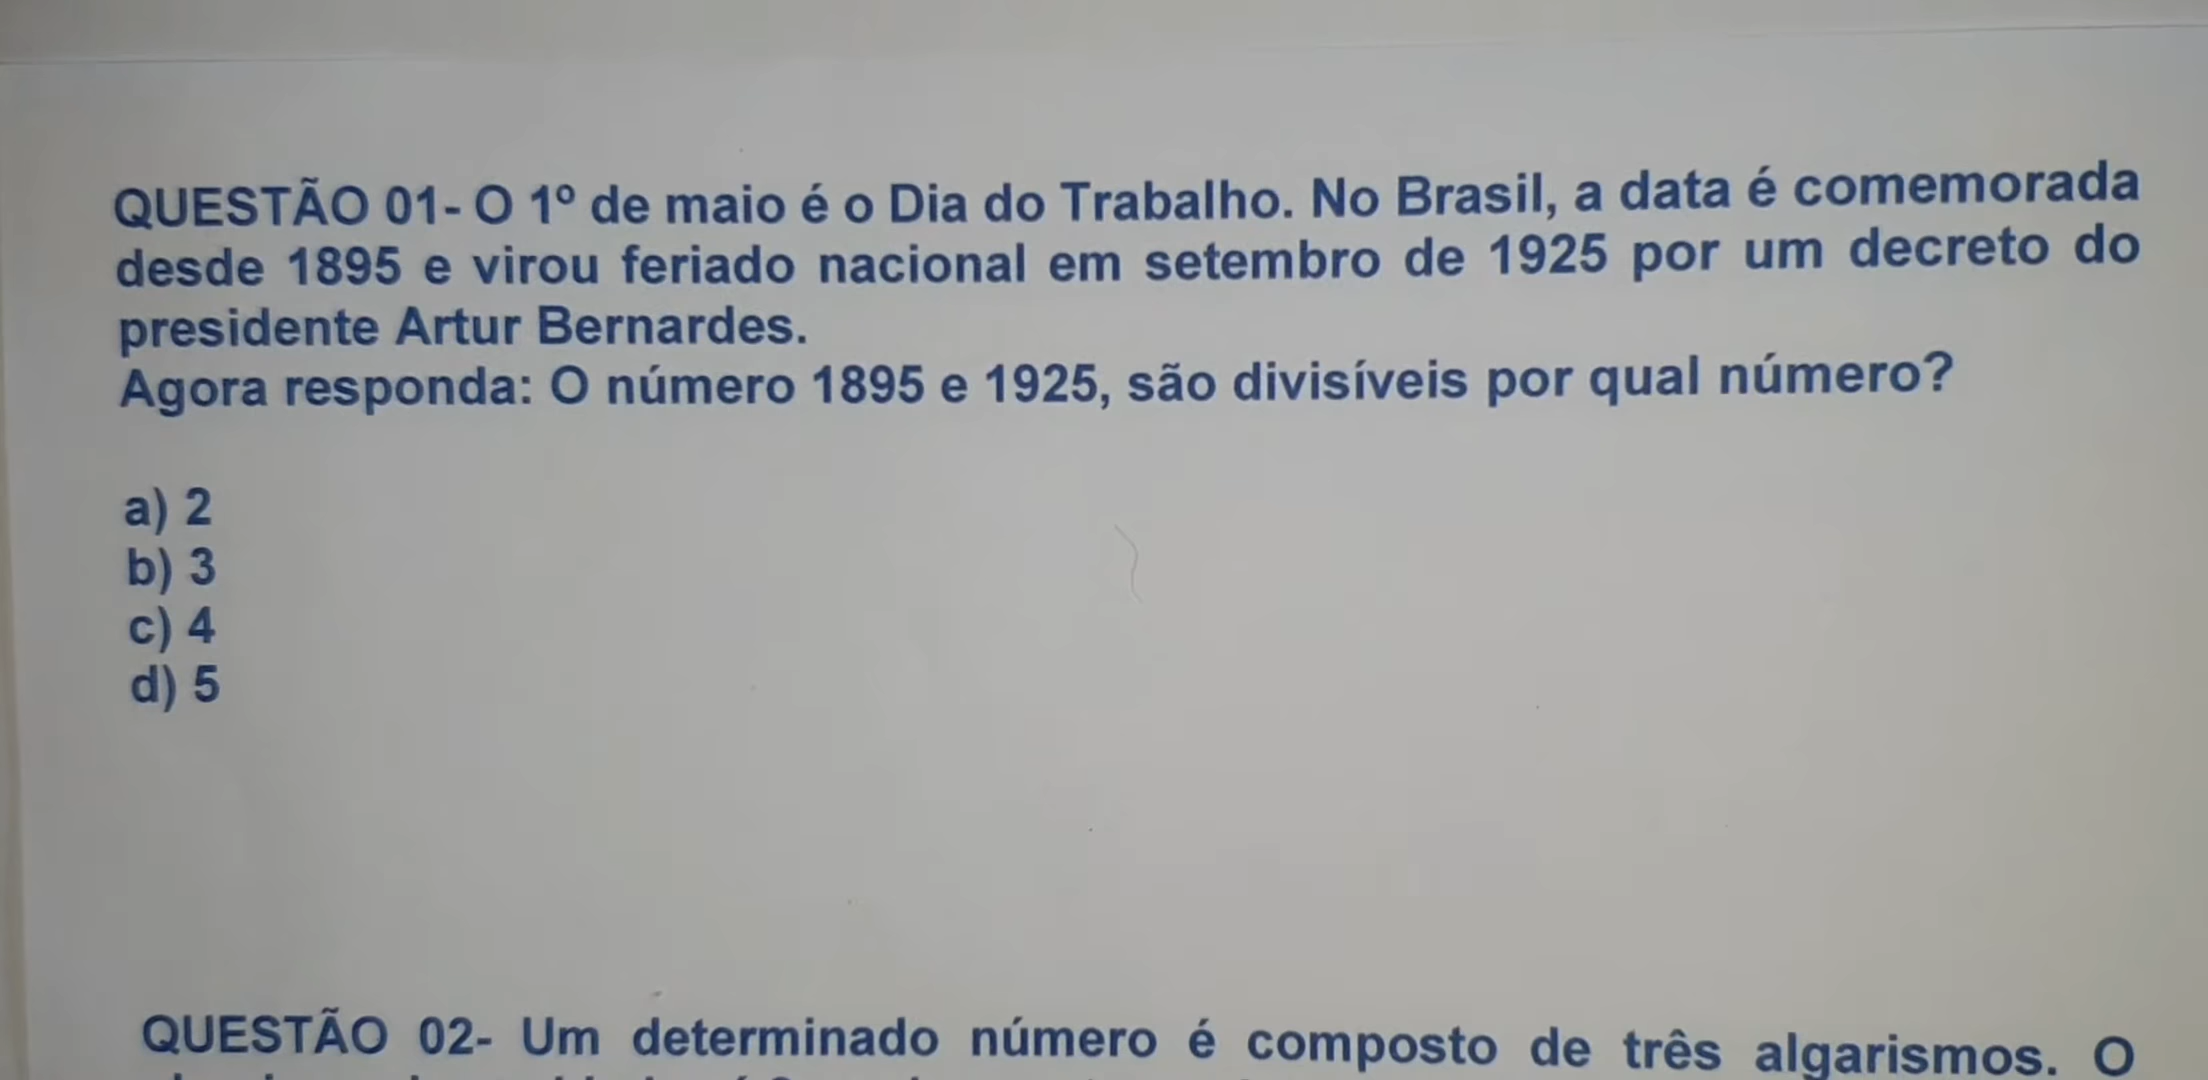 QUESTÃO 01- O 1º de maio é o Dia do Trabalho. No Brasil, a data é comemorada
desde 1895 e virou feriado nacional em setembro de 1925 por um decreto do
presidente Artur Bernardes.
Agora responda: O número 1895 e 1925, são divisíveis por qual número?
a) 2
b) 3
c) 4
d) 5
QUESTÃO 02- Um determinado número é composto de três algarismos. O